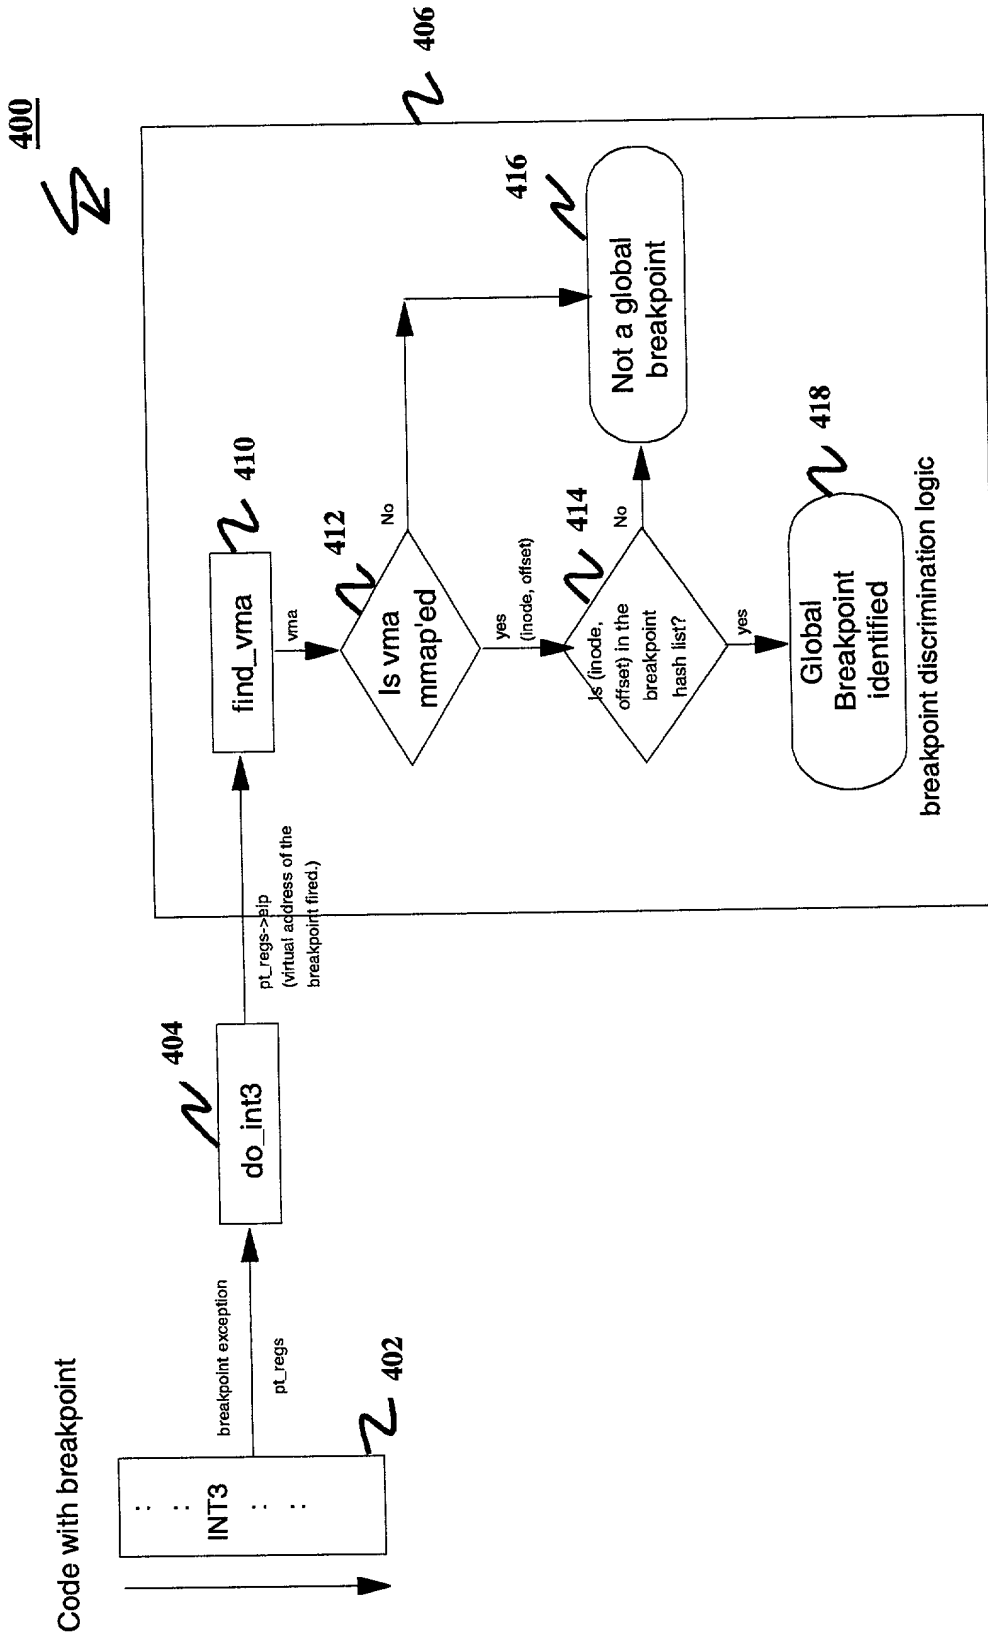 400
Code with breakpoint
:  :
INT3
:  :
402
breakpoint exception
pt_regs
do_int3
404
pt_regs->eip
(virtual address of the
breakpoint fired.)
406
find_vma
410
vma
Is vma
mmap'ed
412
No
yes
(inode, offset)
Is (inode,
offset) in the
breakpoint
hash list?
414
No
yes
Not a global
breakpoint
416
Global
Breakpoint
identified
418
breakpoint discrimination logic